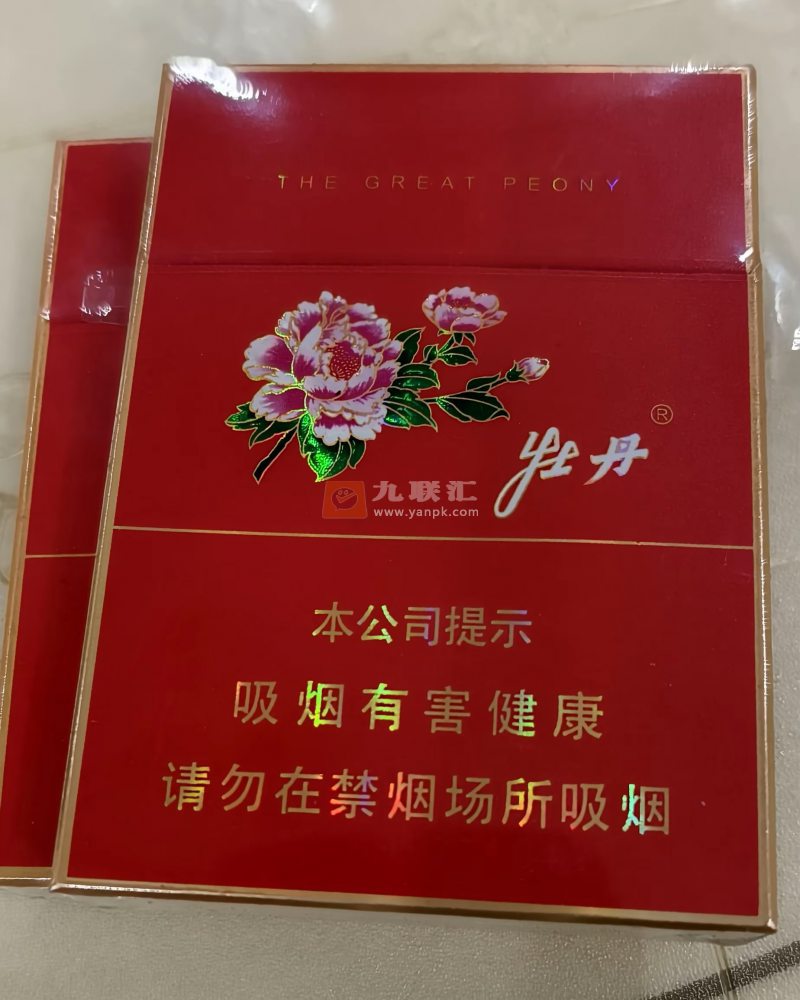 THE GREAT PEONY
牡丹
®
九联汇
www.yanpk.com
本公司提示
吸烟有害健康
请勿在禁烟场所吸烟